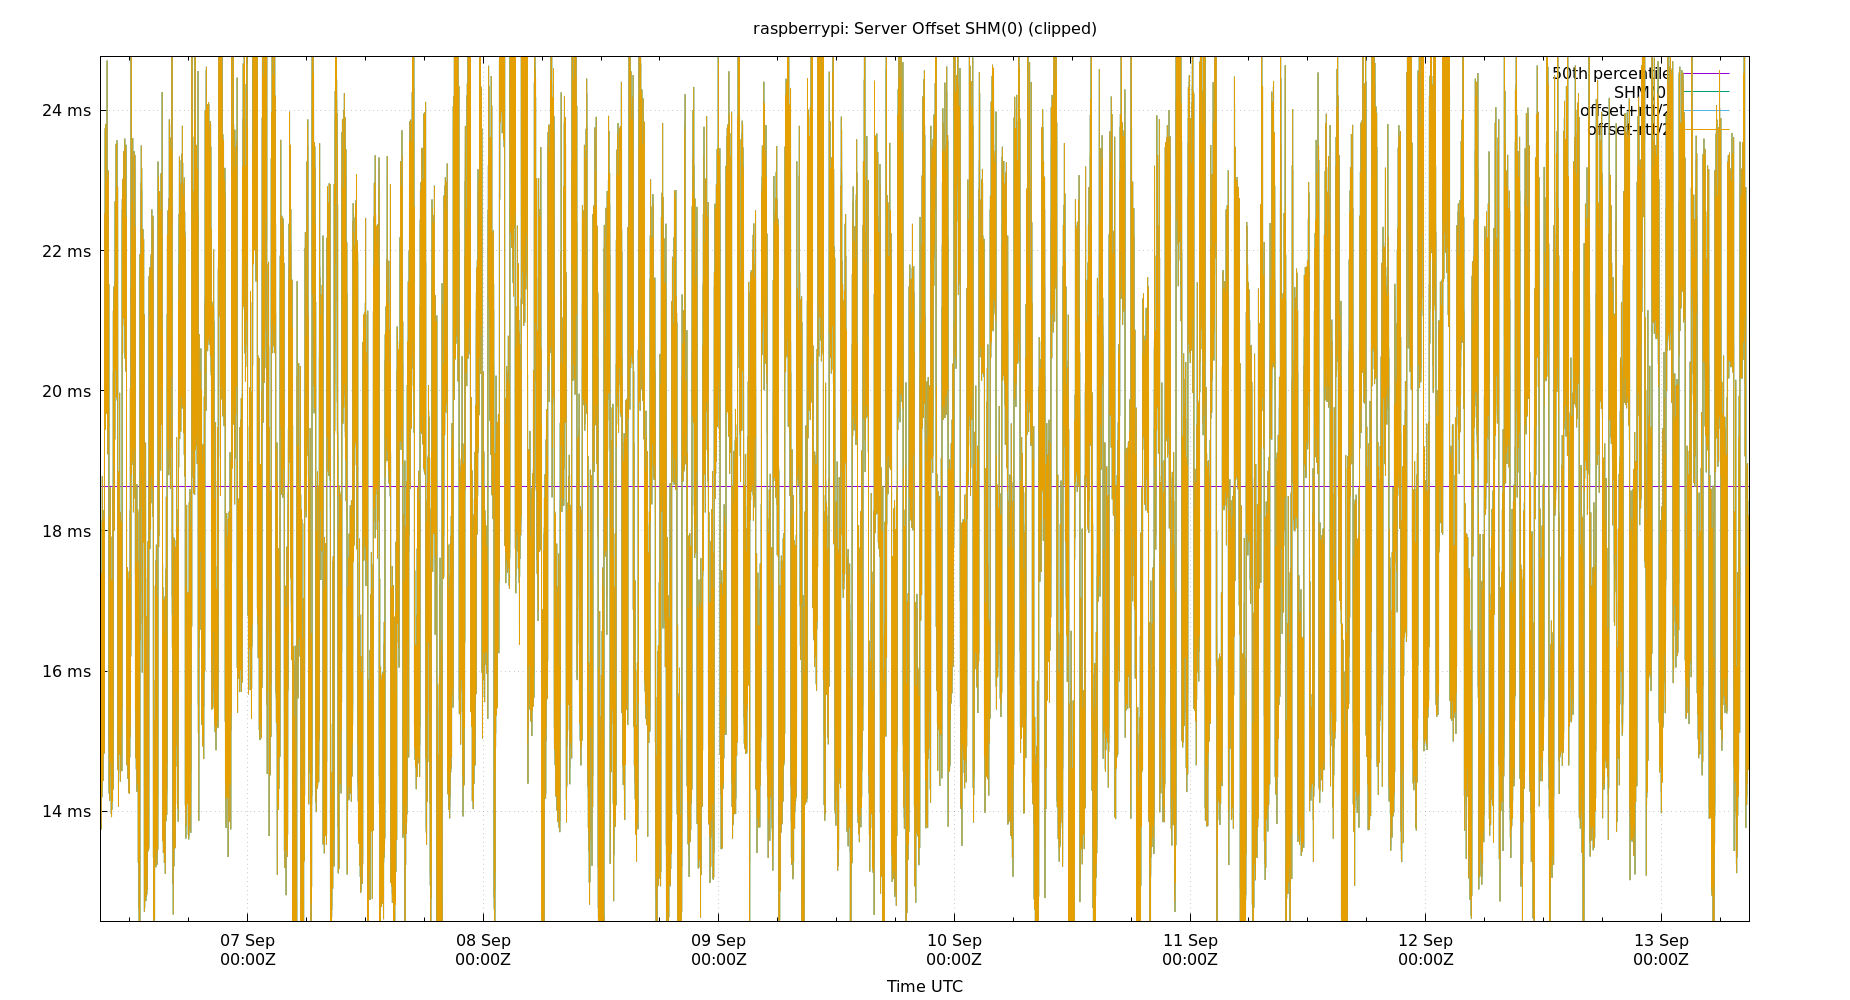 raspberrypi: Server Offset SHM(0) (clipped)
50th percentile
SHM(0)
offset+rtt/2
offset-rtt/2
24 ms
22 ms
20 ms
18 ms
16 ms
14 ms
07 Sep 08 Sep 09 Sep 10 Sep 11 Sep 12 Sep 13 Sep
00:00Z 00:00Z 00:00Z 00:00Z 00:00Z 00:00Z 00:00Z
Time UTC